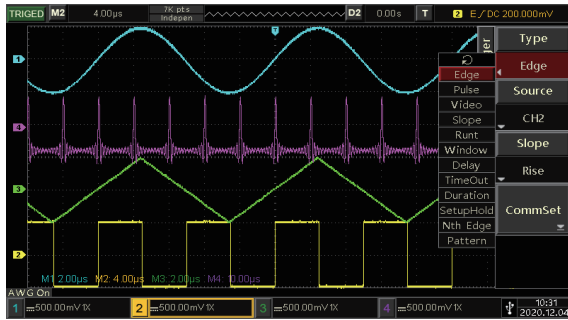 TRIGED M2 4.00μs 7K pts Indepen D2 0.00s T 2 E DC 200.000mV
Type
Edge
Source
CH2
Slope
Rise
CommSet
Edge
Pulse
Video
Slope
Runt
Window
Delay
TimeOut
Duration
SetupHold
Nth Edge
Pattern
1
4
3
2
M1:2.00μs M2: 4.00μs M3: 2.00μs
AWG On
1 500.00mV 1X 2 500.00mV 1X 3 500.00mV 1X 4 500.00mV 1X
10:31
2020.12.04